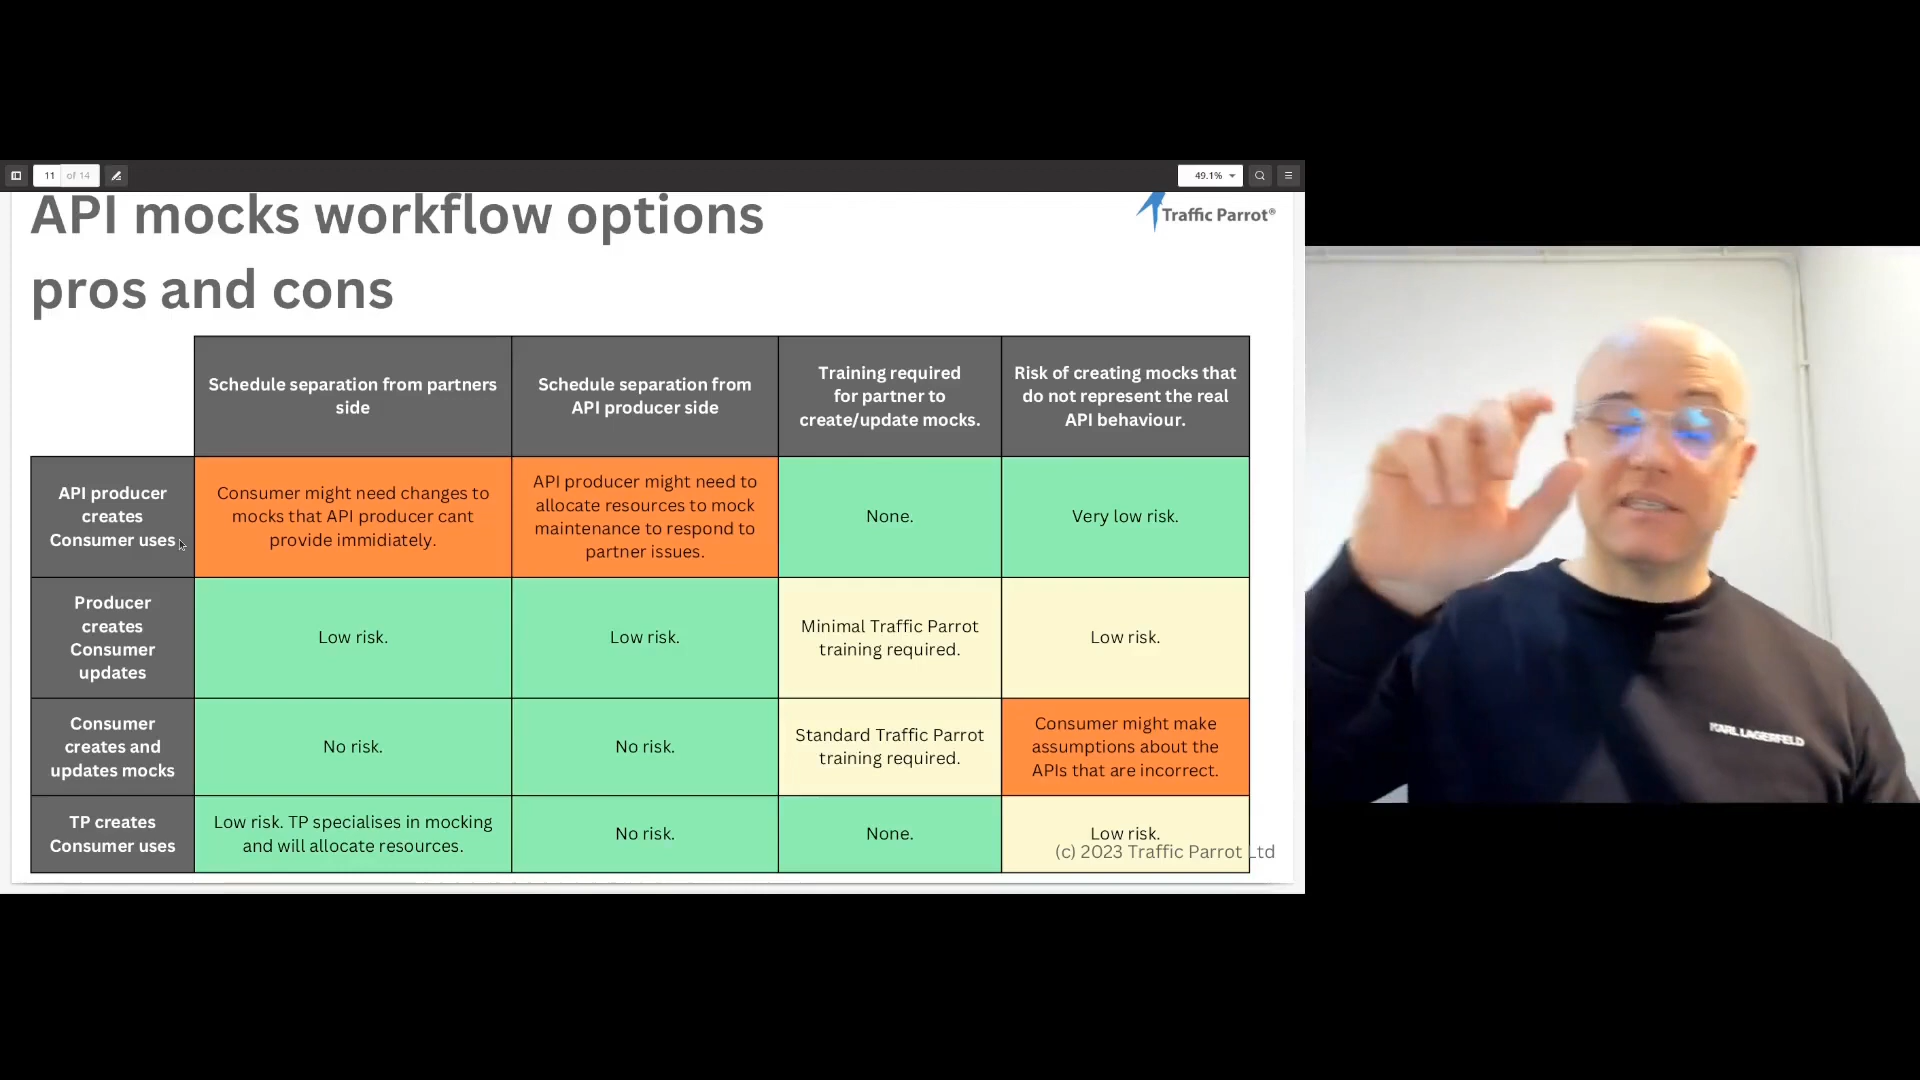 11 of 14
49.1%
API mocks workflow options
pros and cons
Traffic Parrot®
Schedule separation from partners
side
Schedule separation from
API producer side
Training required
for partner to
create/update mocks.
Risk of creating mocks that
do not represent the real
API behaviour.
API producer
creates
Consumer uses
Consumer might need changes to
mocks that API producer cant
provide immidiately.
API producer might need to
allocate resources to mock
maintenance to respond to
partner issues.
None.
Very low risk.
Producer
creates
Consumer
updates
Low risk.
Low risk.
Minimal Traffic Parrot
training required.
Low risk.
Consumer
creates and
updates mocks
No risk.
No risk.
Standard Traffic Parrot
training required.
Consumer might make
assumptions about the
APIs that are incorrect.
TP creates
Consumer uses
Low risk. TP specialises in mocking
and will allocate resources.
No risk.
None.
Low risk.
(c) 2023 Traffic Parrot Ltd
KARL LAGERFELD